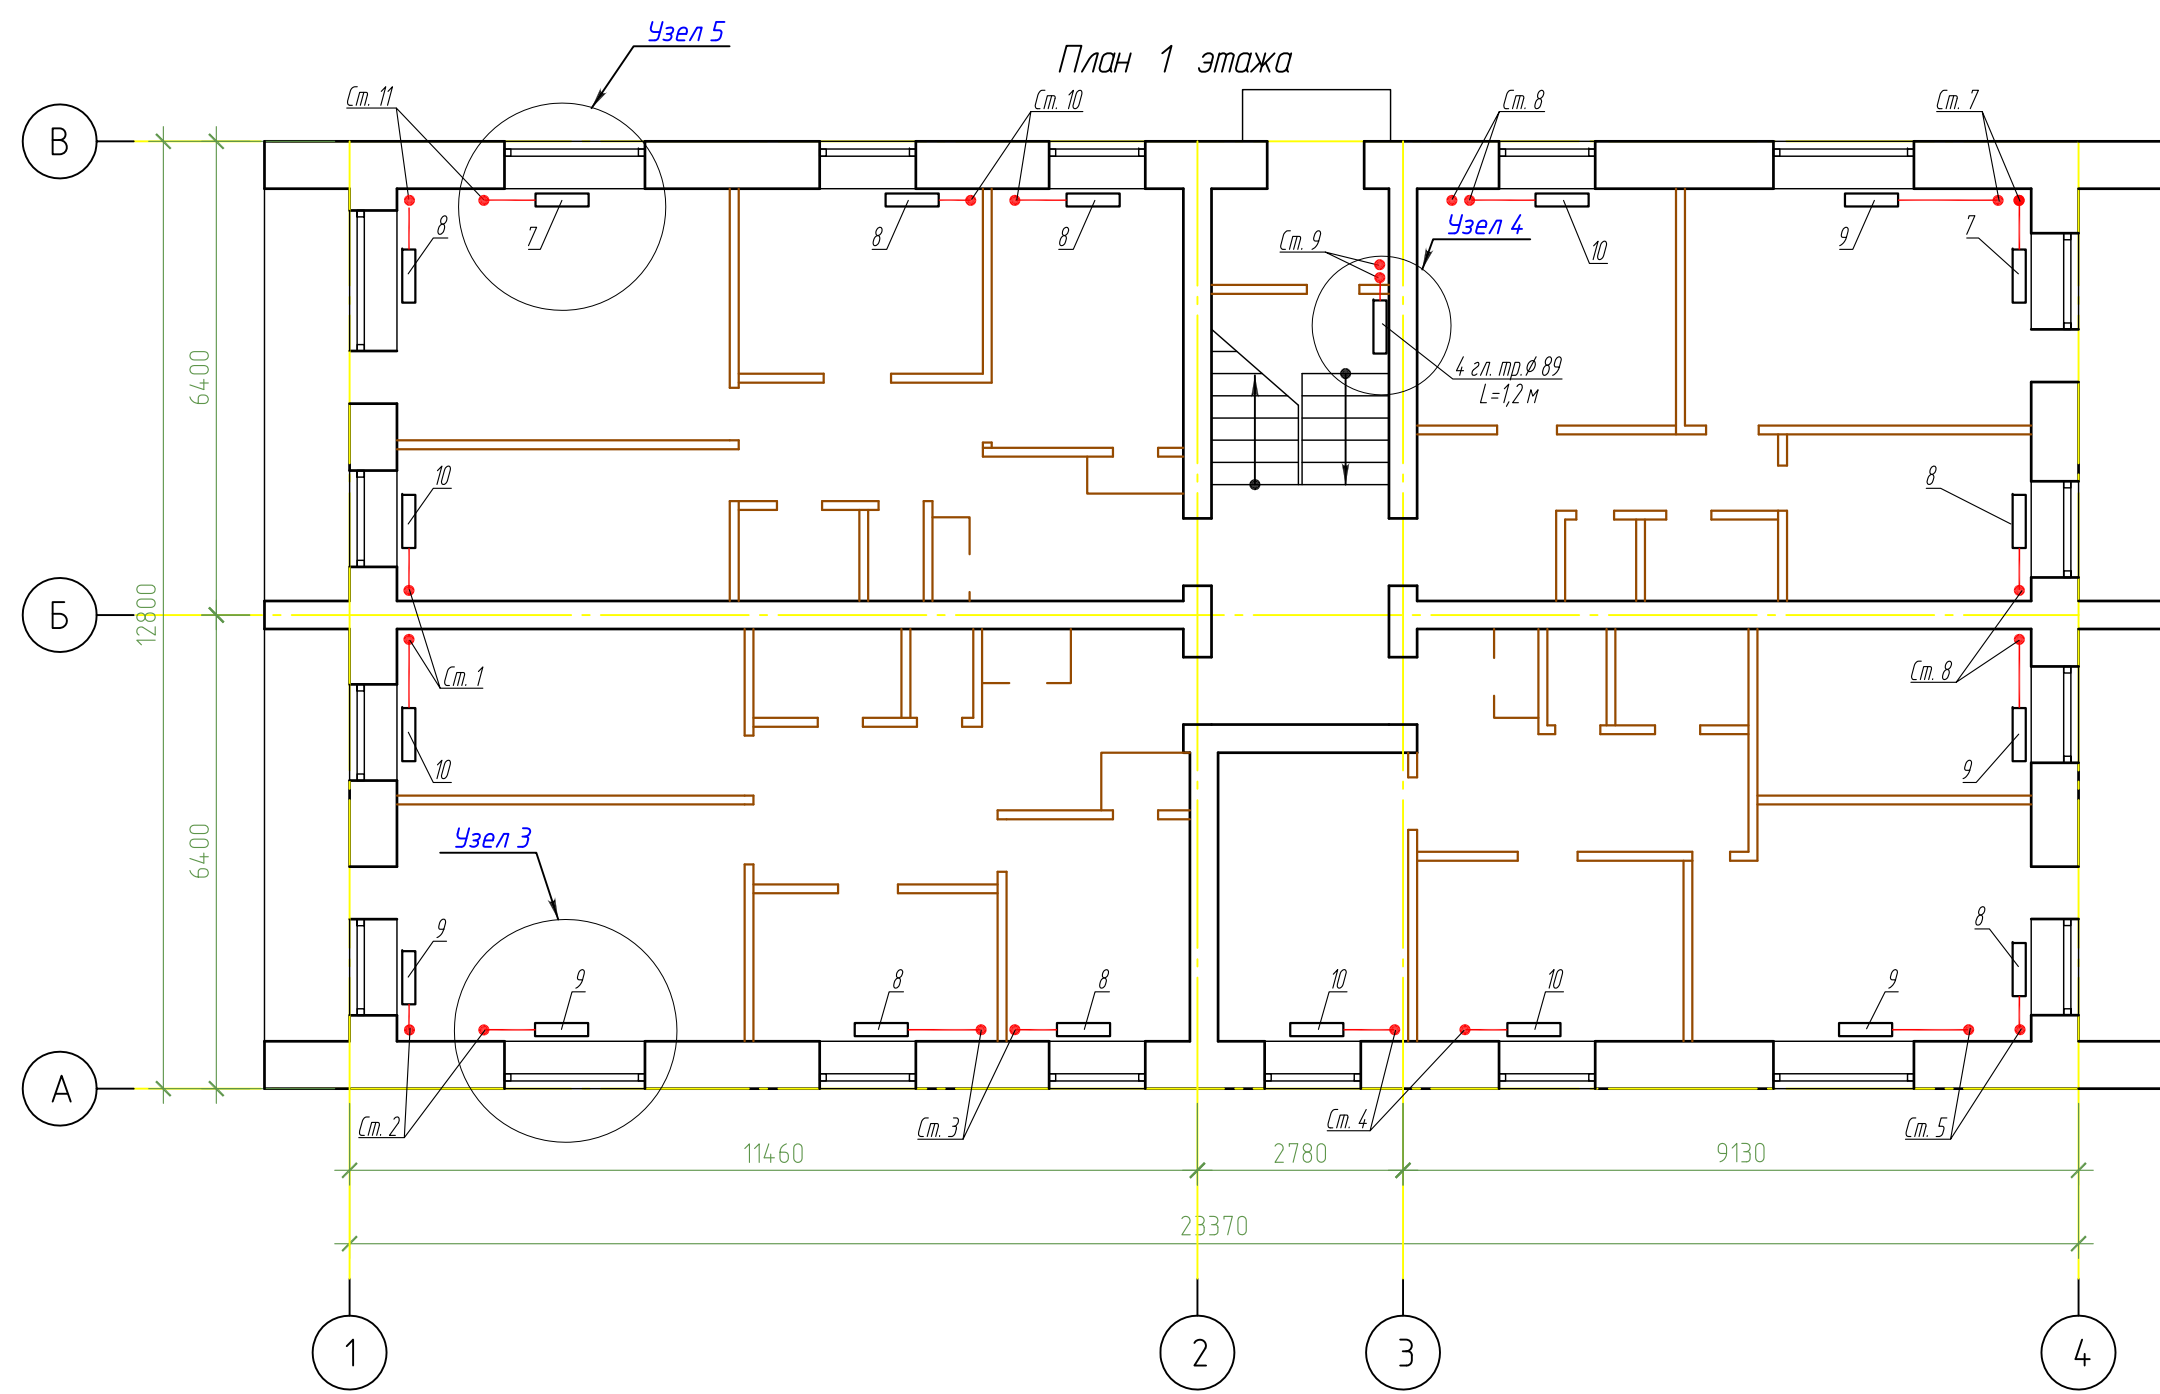 Узел 5
План 1 этажа
Ст. 11
Ст. 10
Ст. 8
Ст. 7
В
8
7
8
8
Ст. 9
Узел 4
10
9
7
6400
4 гл. тр.ϕ 89
L=1,2 м
10
8
12800
Б
Ст. 1
Ст. 8
10
9
6400
Узел 3
9
9
8
8
10
10
9
8
А
Ст. 2
Ст. 3
Ст. 4
Ст. 5
11460
2780
9130
23370
1
2
3
4